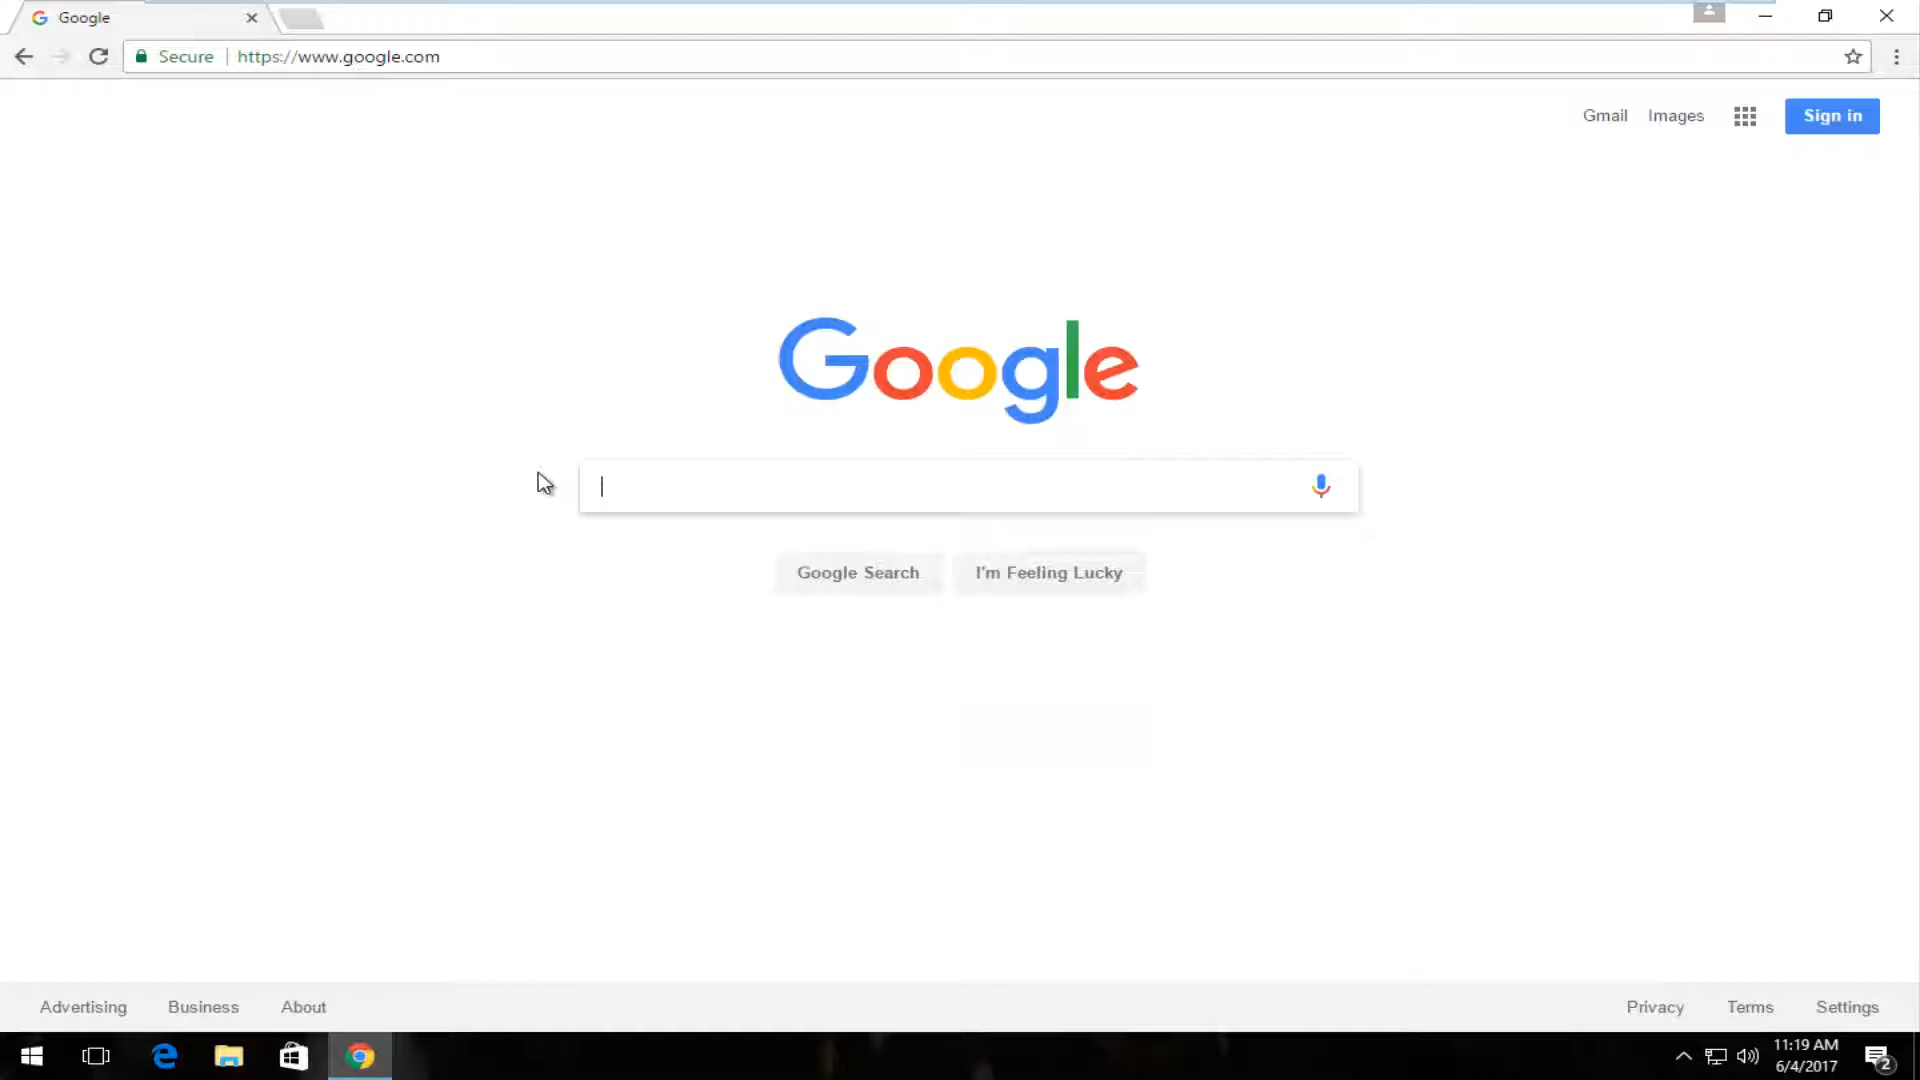 Google
Secure
https://www.google.com
Gmail
Images
Sign in
Google
Google Search
I'm Feeling Lucky
Advertising
Business
About
Privacy
Terms
Settings
11:19 AM
6/4/2017
2